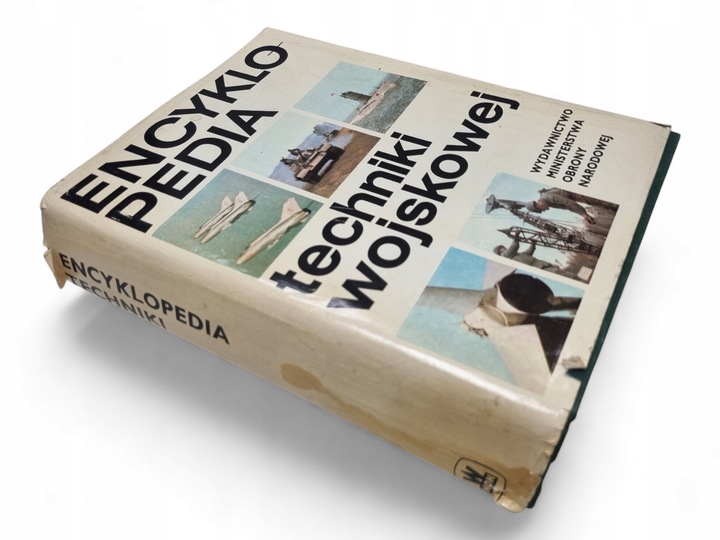 ENCYKLO-
PEDIA
techniki
wojskowej
WYDAWNICTWO
MINISTERSTWA
OBRONY
NARODOWEJ
ENCYKLOPEDIA
TECHNIKI